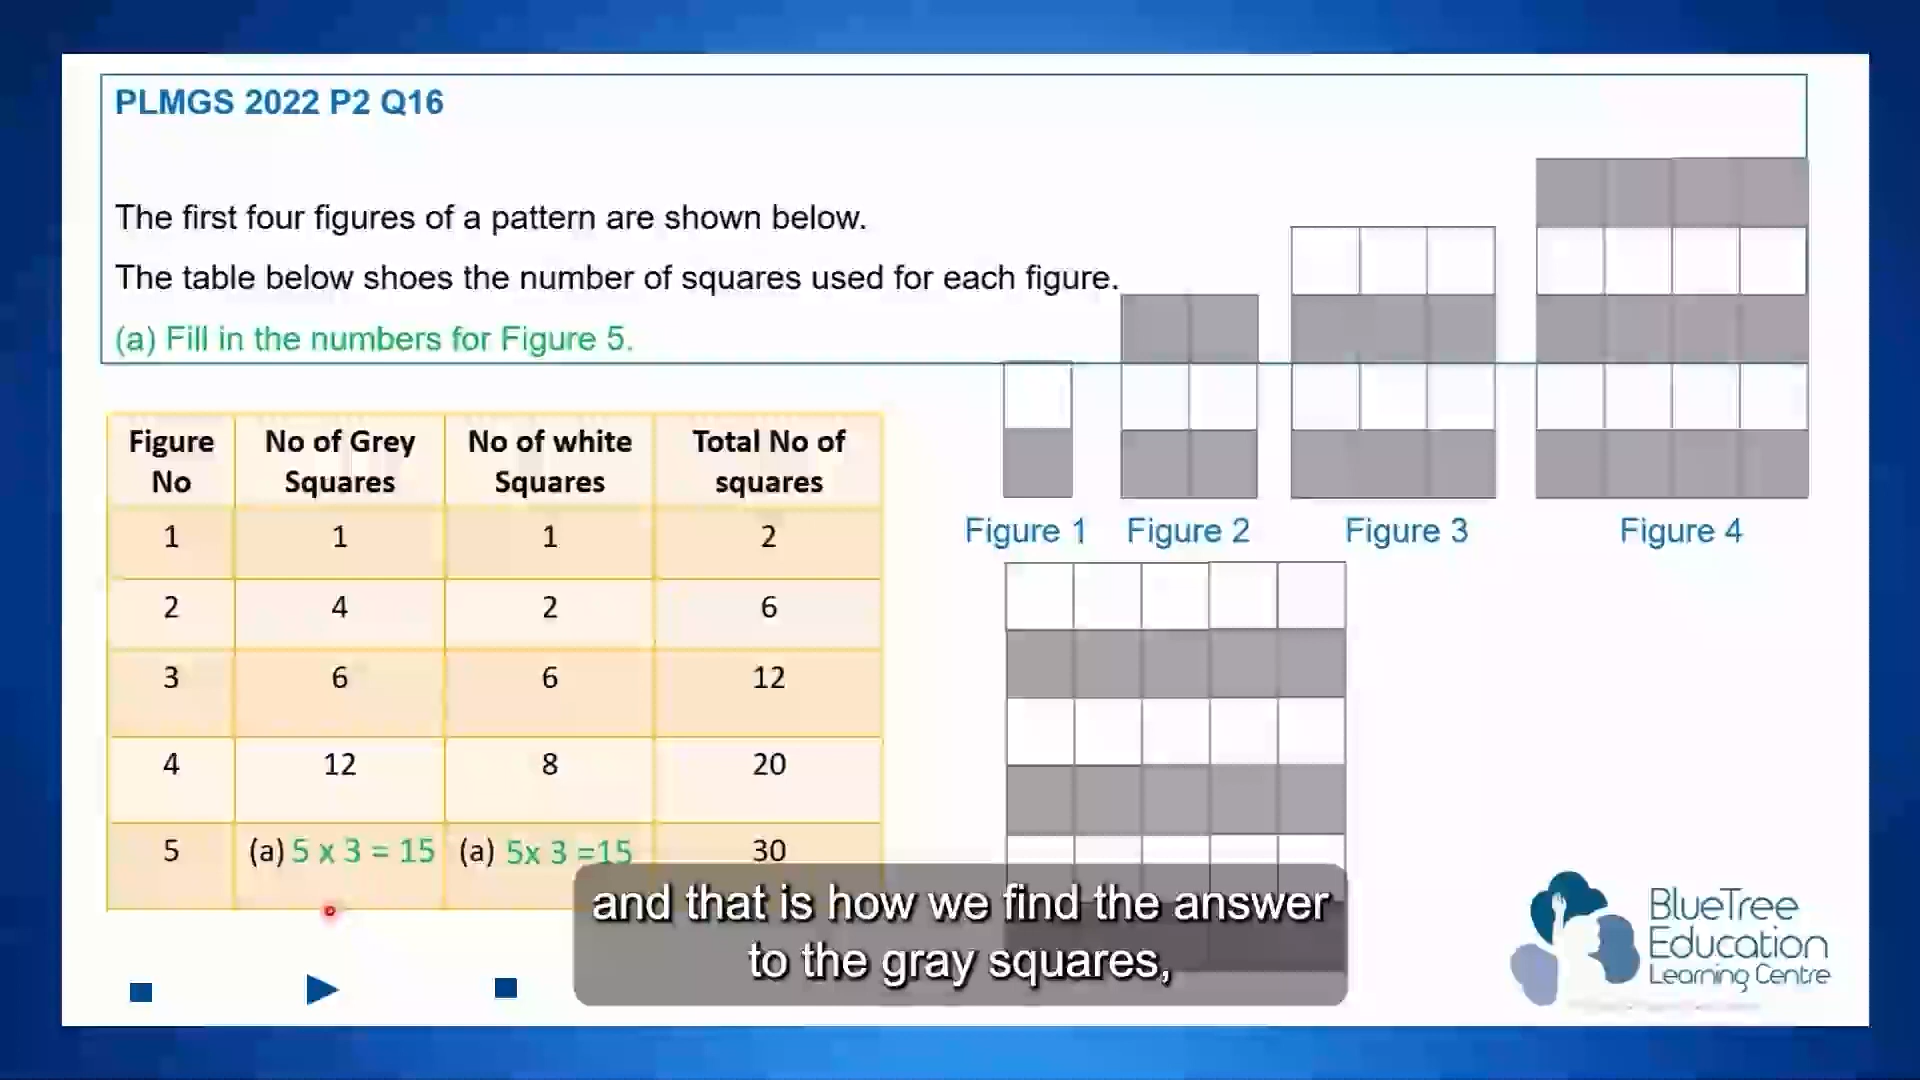 PLMGS 2022 P2 Q16
The first four figures of a pattern are shown below.
The table below shoes the number of squares used for each figure.
(a) Fill in the numbers for Figure 5.
Figure No | No of Grey Squares | No of white Squares | Total No of squares
1 | 1 | 1 | 2
2 | 4 | 2 | 6
3 | 6 | 6 | 12
4 | 12 | 8 | 20
5 | (a) 5 x 3 = 15 | (a) 5x 3 =15 | 30
Figure 1 Figure 2 Figure 3 Figure 4
and that is how we find the answer
to the gray squares,
BlueTree
Education
Learning Centre